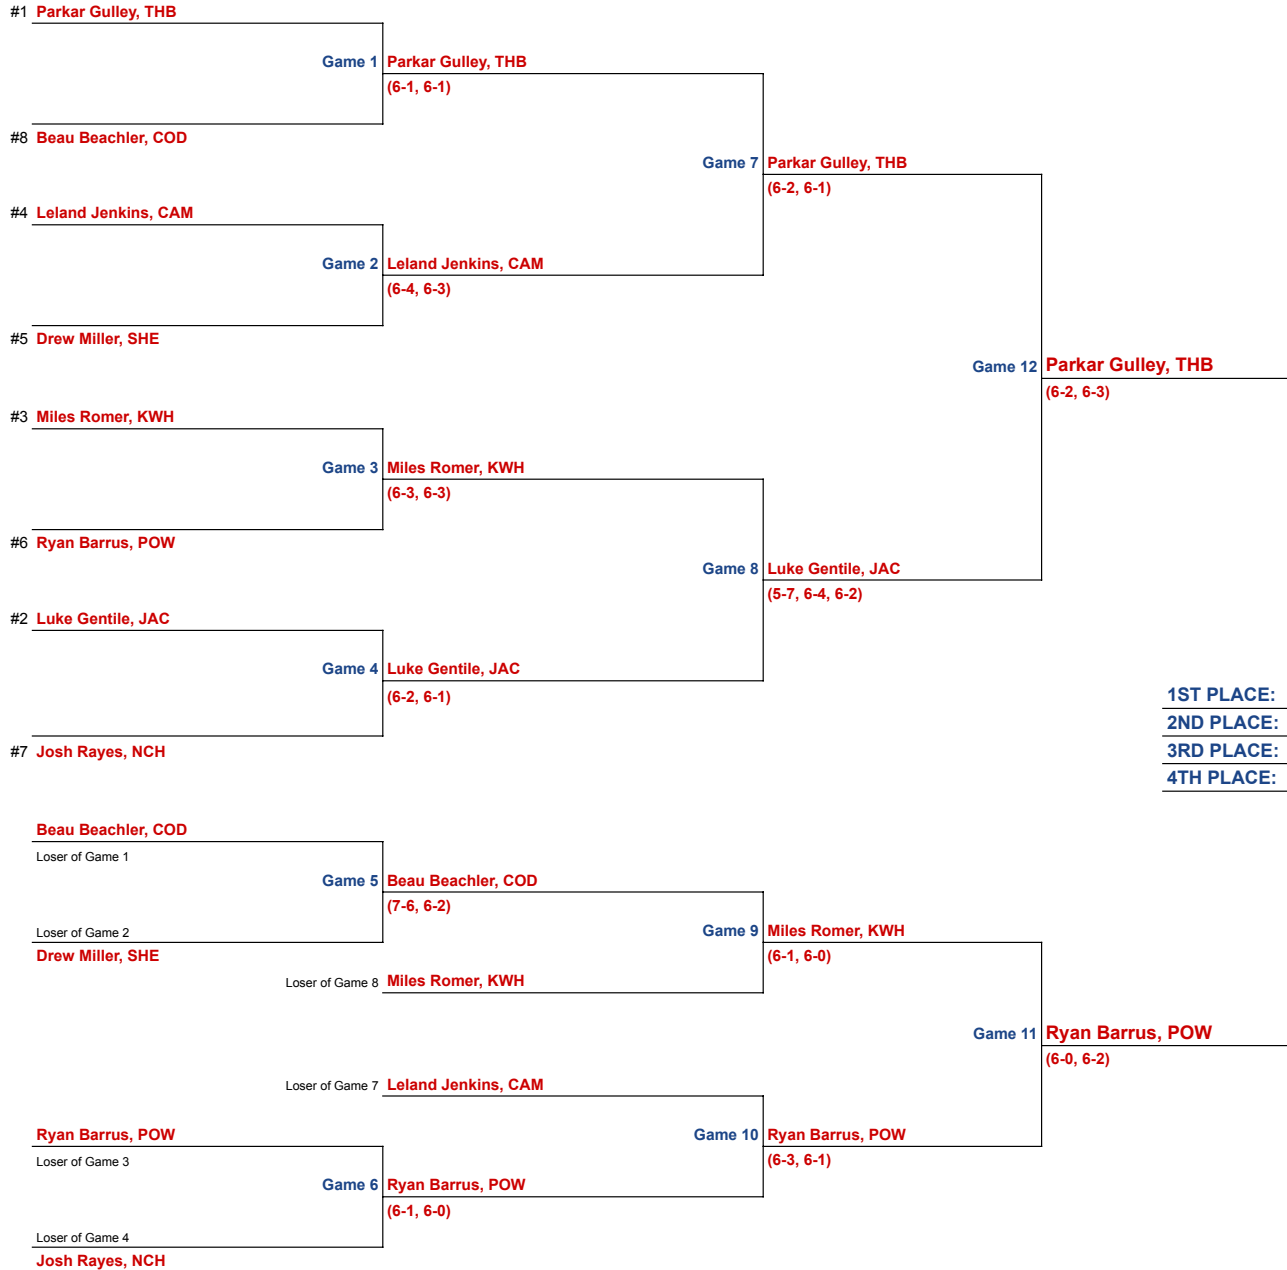 #1 Parkar Gulley, THB
Game 1 Parkar Gulley, THB
(6-1, 6-1)
#8 Beau Beachler, COD
Game 7 Parkar Gulley, THB
(6-2, 6-1)
#4 Leland Jenkins, CAM
Game 2 Leland Jenkins, CAM
(6-4, 6-3)
#5 Drew Miller, SHE
Game 12 Parkar Gulley, THB
(6-2, 6-3)
#3 Miles Romer, KWH
Game 3 Miles Romer, KWH
(6-3, 6-3)
#6 Ryan Barrus, POW
Game 8 Luke Gentile, JAC
(5-7, 6-4, 6-2)
#2 Luke Gentile, JAC
Game 4 Luke Gentile, JAC
(6-2, 6-1)
#7 Josh Rayes, NCH
1ST PLACE:
2ND PLACE:
3RD PLACE:
4TH PLACE:
Beau Beachler, COD
Loser of Game 1
Game 5 Beau Beachler, COD
(7-6, 6-2)
Loser of Game 2
Drew Miller, SHE
Game 9 Miles Romer, KWH
(6-1, 6-0)
Loser of Game 8 Miles Romer, KWH
Game 11 Ryan Barrus, POW
(6-0, 6-2)
Loser of Game 7 Leland Jenkins, CAM
Ryan Barrus, POW
Loser of Game 3
Game 10 Ryan Barrus, POW
(6-3, 6-1)
Game 6 Ryan Barrus, POW
(6-1, 6-0)
Loser of Game 4
Josh Rayes, NCH